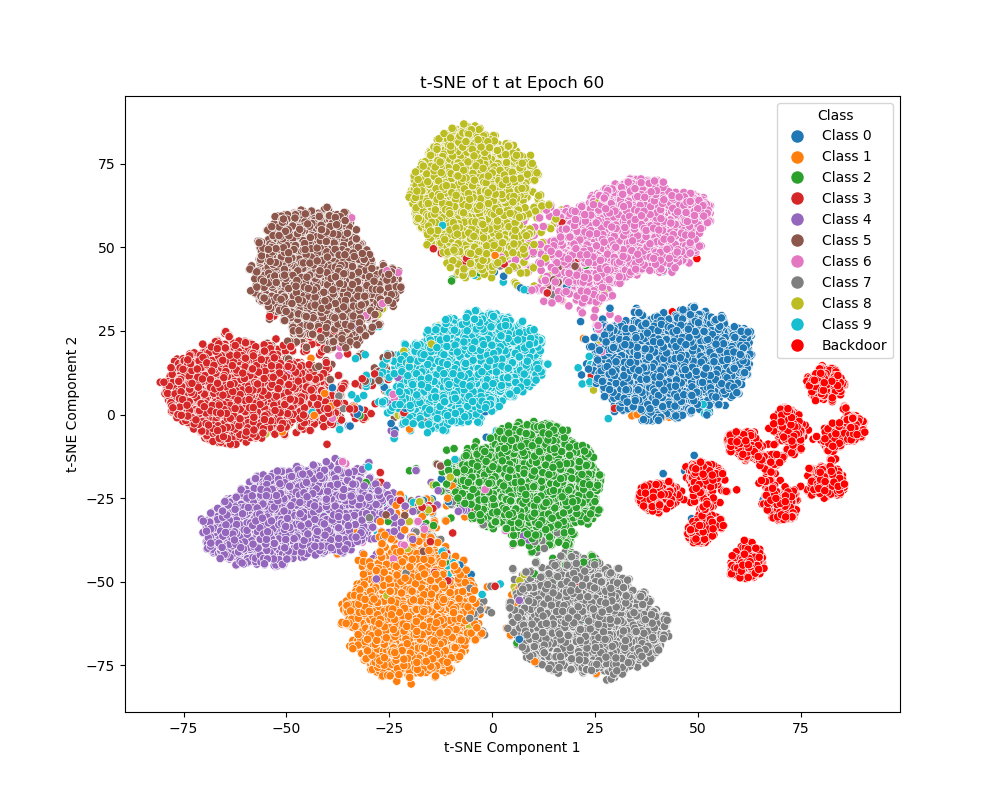 t-SNE of t at Epoch 60
Class
Class 0
Class 1
Class 2
Class 3
Class 4
Class 5
Class 6
Class 7
Class 8
Class 9
Backdoor
75
50
25
0
−25
−50
−75
t-SNE Component 2
−75
−50
−25
0
25
50
75
t-SNE Component 1